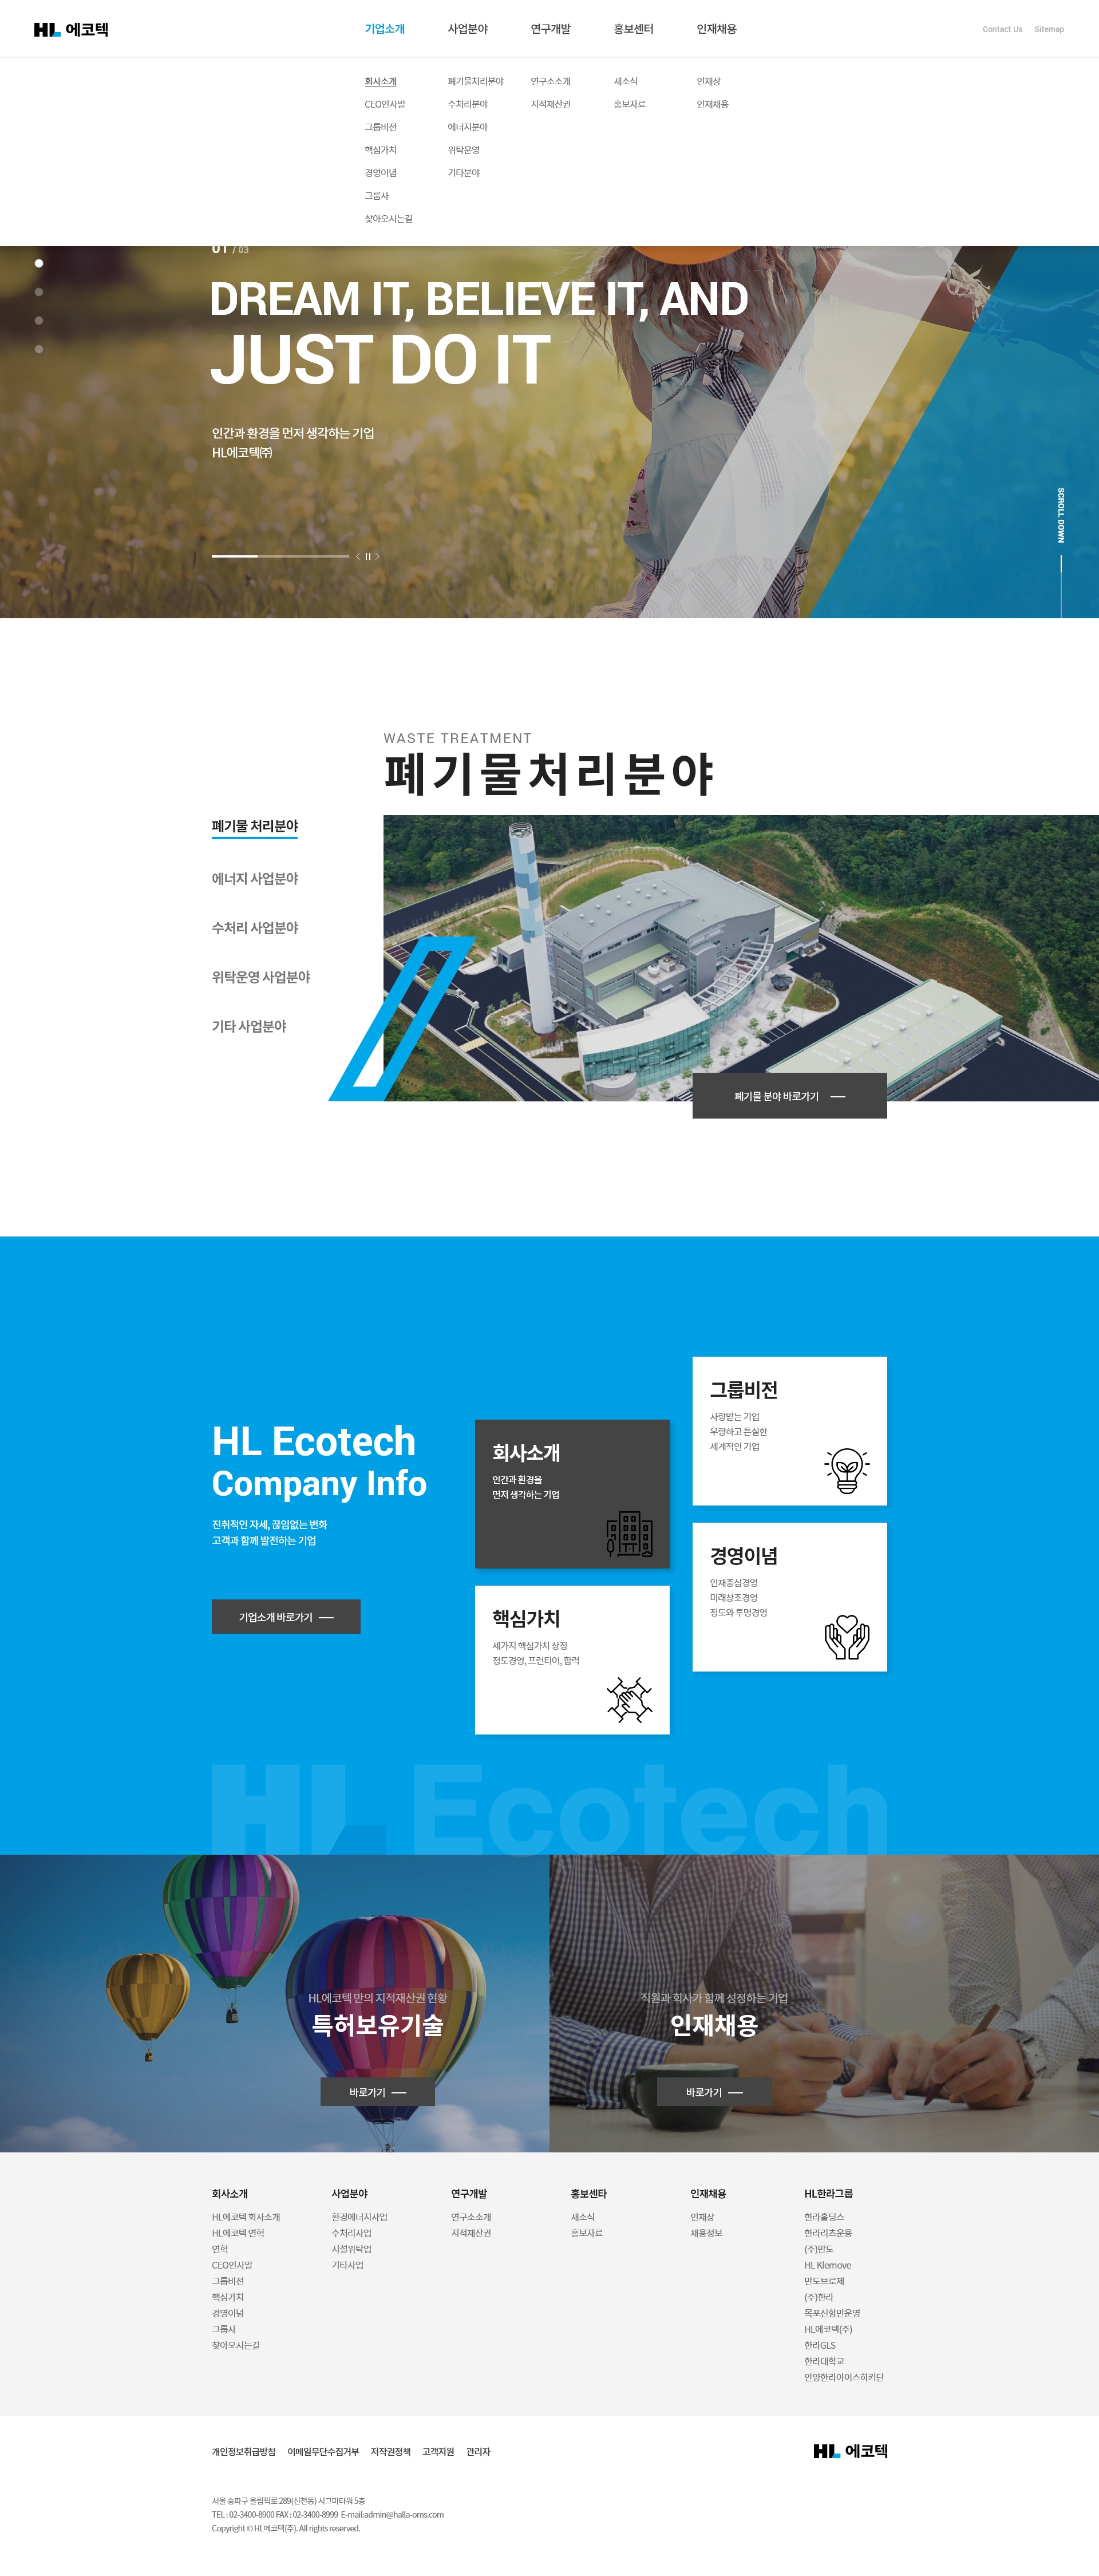 HL 에코텍
기업소개
사업분야
연구개발
홍보센터
인재채용
Contact Us
Sitemap
회사소개
CEO인사말
그룹비전
핵심가치
경영이념
그룹사
찾아오시는길
폐기물처리분야
수처리분야
에너지분야
위탁운영
기타분야
연구소소개
지적재산권
새소식
홍보자료
인재상
인재채용
01 / 03
DREAM IT, BELIEVE IT, AND
JUST DO IT
인간과 환경을 먼저 생각하는 기업
HL에코텍㈜
SCROLL DOWN
WASTE TREATMENT
폐기물처리분야
폐기물 처리분야
에너지 사업분야
수처리 사업분야
위탁운영 사업분야
기타 사업분야
폐기물 분야 바로가기
HL Ecotech
Company Info
진취적인 자세, 끊임없는 변화
고객과 함께 발전하는 기업
기업소개 바로가기
회사소개
인간과 환경을
먼저 생각하는 기업
핵심가치
세가지 핵심가치 상징
정도경영, 프런티어, 합력
그룹비전
사랑받는 기업
우량하고 튼실한
세계적인 기업
경영이념
인재중심경영
미래창조경영
정도와 투명경영
HL Ecotech
HL에코텍 만의 지적재산권 현황
특허보유기술
바로가기
직원과 회사가 함께 성정하는 기업
인재채용
바로가기
회사소개
HL에코텍 회사소개
HL에코텍 연혁
연혁
CEO인사말
그룹비전
핵심가치
경영이념
그룹사
찾아오시는길
사업분야
환경에너지사업
수처리사업
시설위탁업
기타사업
연구개발
연구소소개
지적재산권
홍보센타
새소식
홍보자료
인재채용
인재상
채용정보
HL한라그룹
한라홀딩스
한라리츠운용
(주)만도
HL Klemove
만도브로제
(주)한라
목포신항만운영
HL에코텍(주)
한라GLS
한라대학교
안양한라아이스하키단
개인정보취급방침
이메일무단수집거부
저작권정책
고객지원
관리자
HL 에코텍
서울 송파구 올림픽로 289(신천동) 시그마타워 5층
TEL : 02-3400-8900 FAX : 02-3400-8999 E-mail:admin@halla-oms.com
Copyright © HL에코텍(주). All rights reserved.